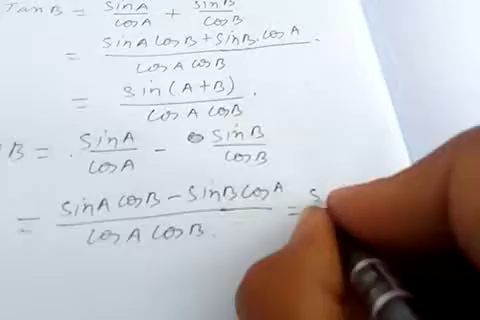 TanB = sinA/cosA + sinB/cosB
= sinA cosB + sinB. cosA / cosA cosB.
= sin(A+B) / cosA cosB.
B = . sinA/cosA - sinB/cosB
= sinA cosB - sinB cosA / cosA cosB. = s